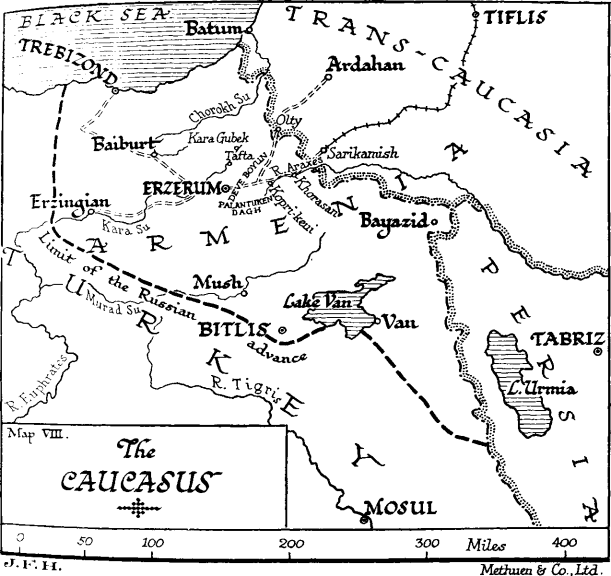 BLACK SEA
TIFLIS
TRANS-CAUCASIA
Batum
TREBIZOND
Ardahan
Chorokh Su
Olty
Baiburt
Kara Gubek
Tafta
Sarikamish
DEVE BOYUN
R. Araxes
ERZERUM
Khorasan
PALANTUKEN
DAGH
Kopri-keui
Erzingian
Kara Su
ARMENIA
Bayazid
Limit of the Russian
advance
Mush
TURKEY
Murad Su
Lake Van
BITLIS
Van
PERSIA
TABRIZ
R. Euphrates
R. Tigris
L. Urmia
Map VIII.
The
CAUCASUS
MOSUL
0 50 100 200 300 Miles 400
J.F.H.
Methuen & Co., Ltd.